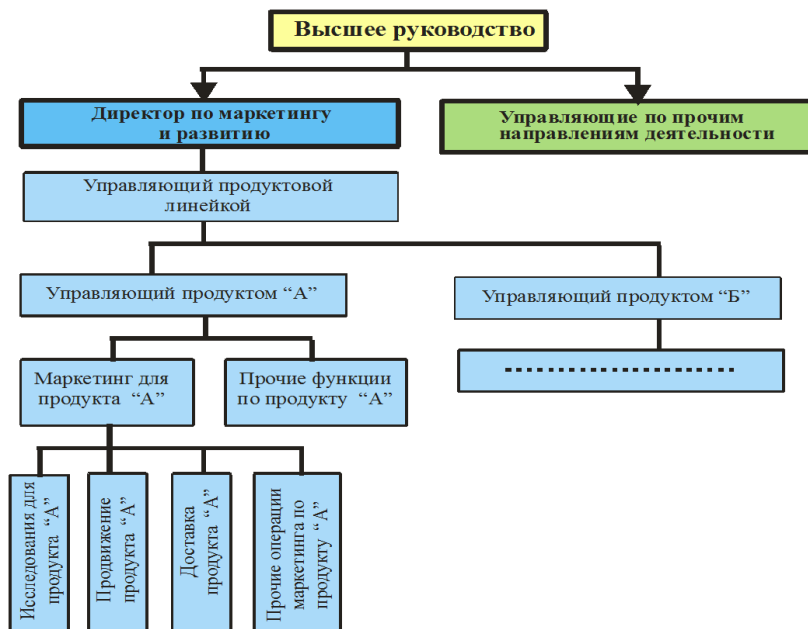 Высшее руководство
Директор по маркетингу
и развитию
Управляющие по прочим
направлениям деятельности
Управляющий продуктовой
линейкой
Управляющий продуктом “А”
Управляющий продуктом “Б”
Маркетинг для
продукта “А”
Прочие функции
по продукту “А”
Исследования для
продукта “А”
Продвижение
продукта “А”
Доставка
продукта “А”
Прочие операции
маркетинга по
продукту “А”